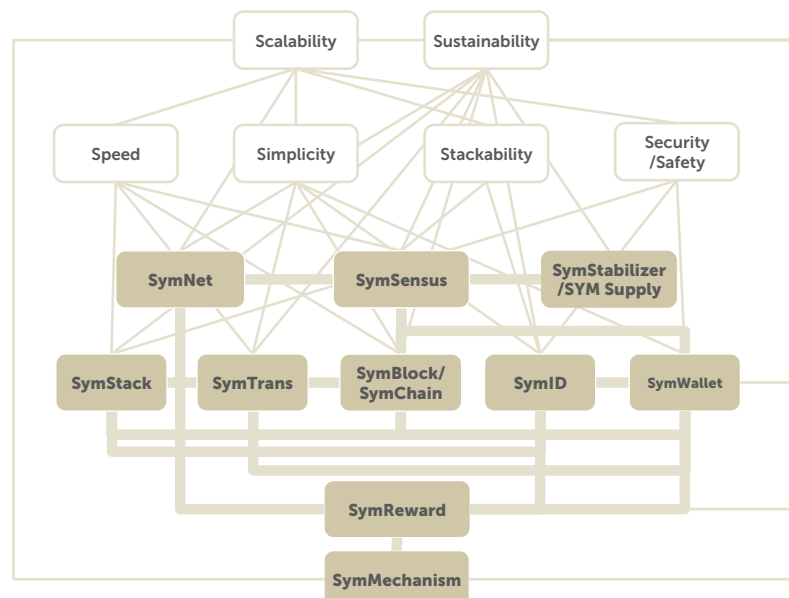 Scalability
Sustainability
Speed
Simplicity
Stackability
Security
/Safety
SymNet
SymSensus
SymStabilizer
/SYM Supply
SymStack
SymTrans
SymBlock/
SymChain
SymID
SymWallet
SymReward
SymMechanism